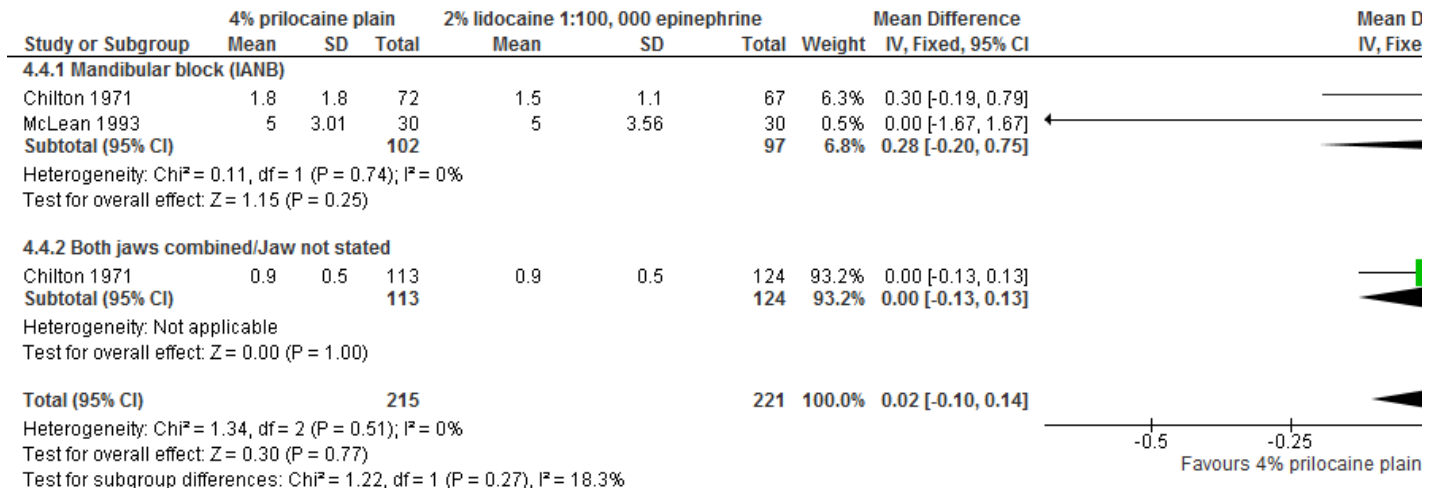 4% prilocaine plain 2% lidocaine 1:100, 000 epinephrine Mean Difference Mean D
Study or Subgroup Mean SD Total Mean SD Total Weight IV, Fixed, 95% CI IV, Fixe
4.4.1 Mandibular block (IANB)
Chilton 1971 1.8 1.8 72 1.5 1.1 67 6.3% 0.30 [-0.19, 0.79]
McLean 1993 5 3.01 30 5 3.56 30 0.5% 0.00 [-1.67, 1.67]
Subtotal (95% CI) 102 97 6.8% 0.28 [-0.20, 0.75]
Heterogeneity: Chi² = 0.11, df = 1 (P = 0.74); I² = 0%
Test for overall effect: Z = 1.15 (P = 0.25)
4.4.2 Both jaws combined/Jaw not stated
Chilton 1971 0.9 0.5 113 0.9 0.5 124 93.2% 0.00 [-0.13, 0.13]
Subtotal (95% CI) 113 124 93.2% 0.00 [-0.13, 0.13]
Heterogeneity: Not applicable
Test for overall effect: Z = 0.00 (P = 1.00)
Total (95% CI) 215 221 100.0% 0.02 [-0.10, 0.14]
Heterogeneity: Chi² = 1.34, df = 2 (P = 0.51); I² = 0%
Test for overall effect: Z = 0.30 (P = 0.77)
Test for subgroup differences: Chi² = 1.22, df = 1 (P = 0.27), I² = 18.3%
-0.5 -0.25
Favours 4% prilocaine plain